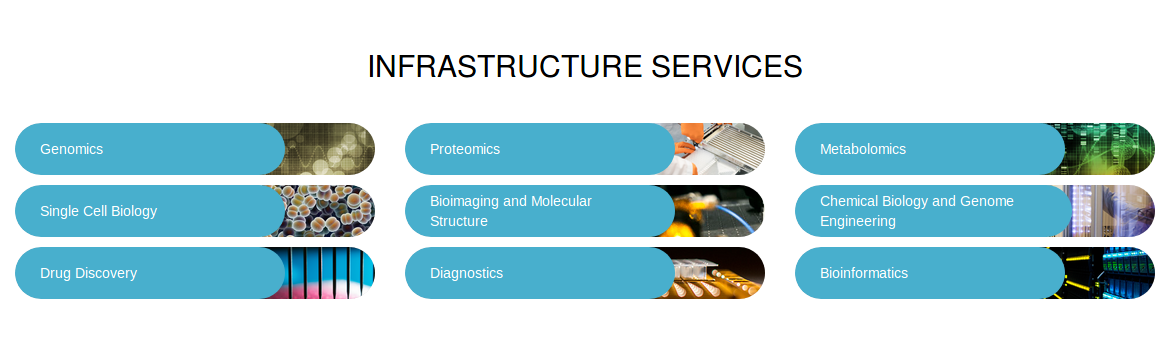 INFRASTRUCTURE SERVICES
Genomics
Proteomics
Metabolomics
Single Cell Biology
Bioimaging and Molecular
Structure
Chemical Biology and Genome
Engineering
Drug Discovery
Diagnostics
Bioinformatics